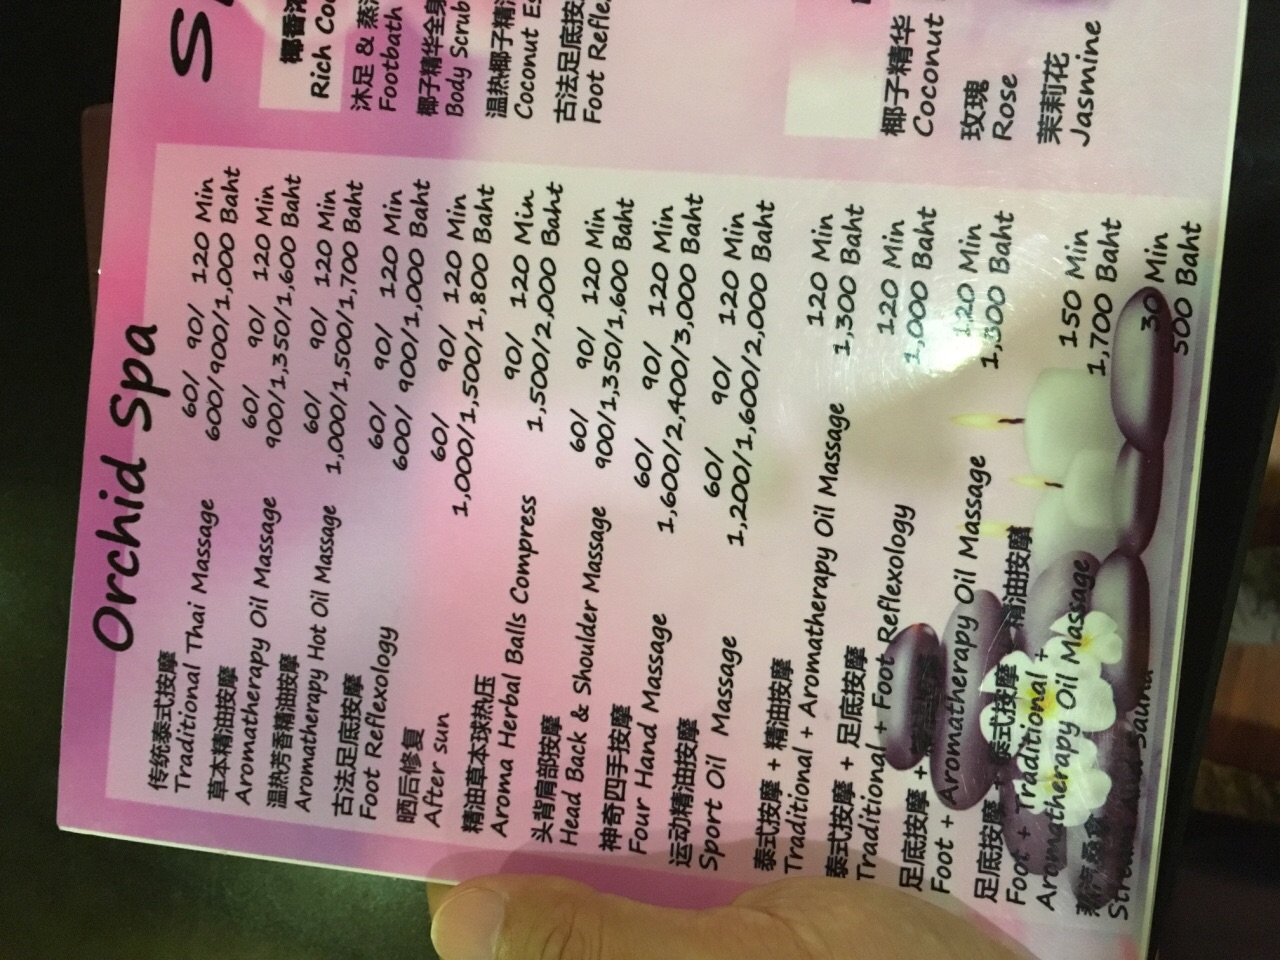 Orchid Spa
传统泰式按摩 60/ 90/ 120 Min
Traditional Thai Massage 600/900/1,000 Baht
草本精油按摩 60/ 90/ 120 Min
Aromatherapy Oil Massage 900/1,350/1,600 Baht
温热芳香精油按摩 60/ 90/ 120 Min
Aromatherapy Hot Oil Massage 1,000/1,500/1,700 Baht
古法足底按摩 60/ 90/ 120 Min
Foot Reflexology 600/ 900/1,000 Baht
晒后修复 60/ 90/ 120 Min
After sun 1,000/1,500/1,800 Baht
精油草本球热压 90/ 120 Min
Aroma Herbal Balls Compress 1,500/2,000 Baht
头背肩部按摩 60/ 90/ 120 Min
Head Back & Shoulder Massage 900/1,350/1,600 Baht
神奇四手按摩 60/ 90/ 120 Min
Four Hand Massage 1,600/2,400/3,000 Baht
运动精油按摩 60/ 90/ 120 Min
Sport Oil Massage 1,200/1,600/2,000 Baht
泰式按摩 + 精油按摩 120 Min
Traditional + Aromatherapy Oil Massage 1,300 Baht
泰式按摩 + 足底按摩 120 Min
Traditional + Foot Reflexology 1,000 Baht
足底按摩 + 精油按摩 120 Min
Foot + Aromatherapy Oil Massage 1,300 Baht
足底按摩 + 泰式按摩 + 精油按摩
Foot + Traditional + 150 Min
Aromatherapy Oil Massage 1,700 Baht
30 Min
Sauna 500 Baht
Rich
沐足 & 蒸
Footbath
椰子精华全身
Body Scrub
温热椰子精
Coconut
古法足底按
Foot
椰子精华
Coconut
玫瑰
Rose
茉莉花
Jasmine